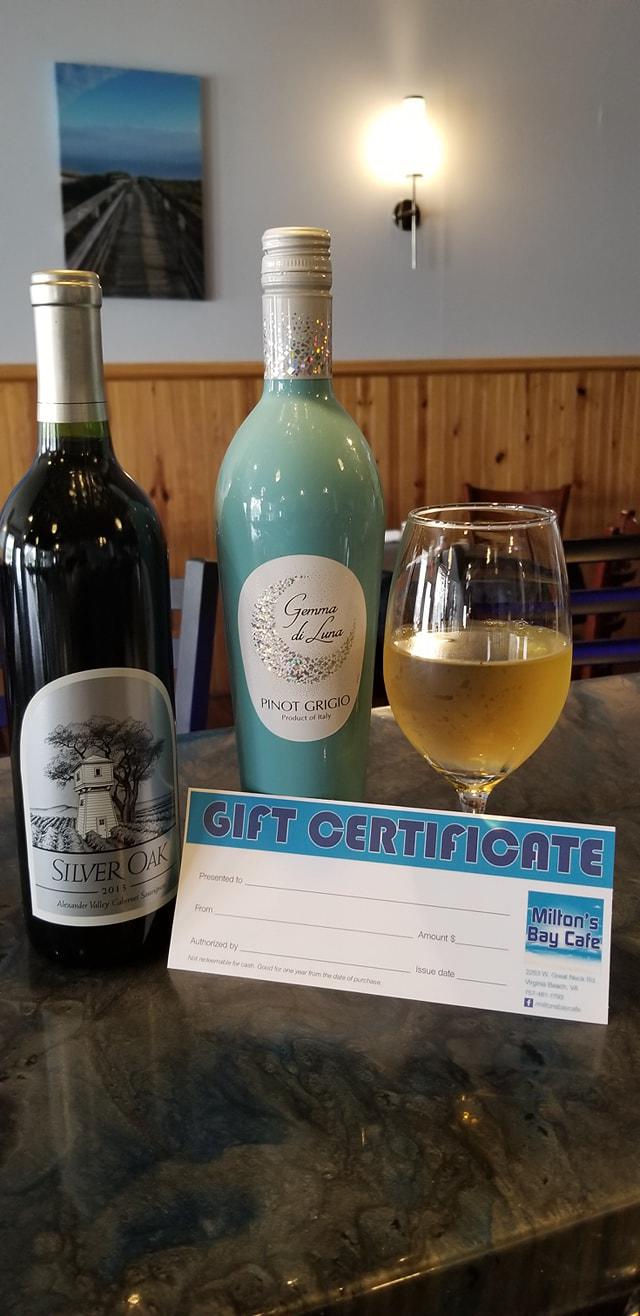 Gemma
di Luna
PINOT GRIGIO
Product of Italy
SILVER OAK
2013
Alexander Valley Cabernet Sauvignon
GIFT CERTIFICATE
Presented to
From
Amount $
Authorized by
Issue date
Not redeemable for cash. Good for one year from the date of purchase.
Milton's
Bay Cafe
2253 W. Great Neck Rd.
Virginia Beach, VA
f /miltonsbaycafe